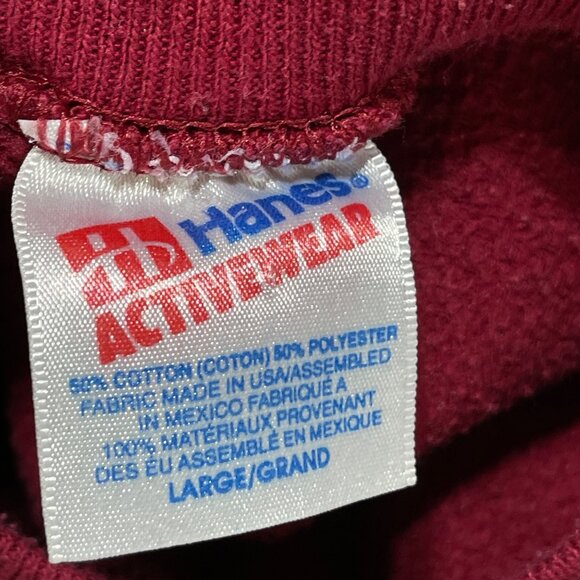 Hanes®
ACTIVEWEAR
50% COTTON (COTON) 50% POLYESTER
FABRIC MADE IN USA/ASSEMBLED
IN MEXICO FABRIQUÉ A
100% MATÉRIAUX PROVENANT
DES ÉU ASSEMBLÉ EN MEXIQUE
LARGE/GRAND